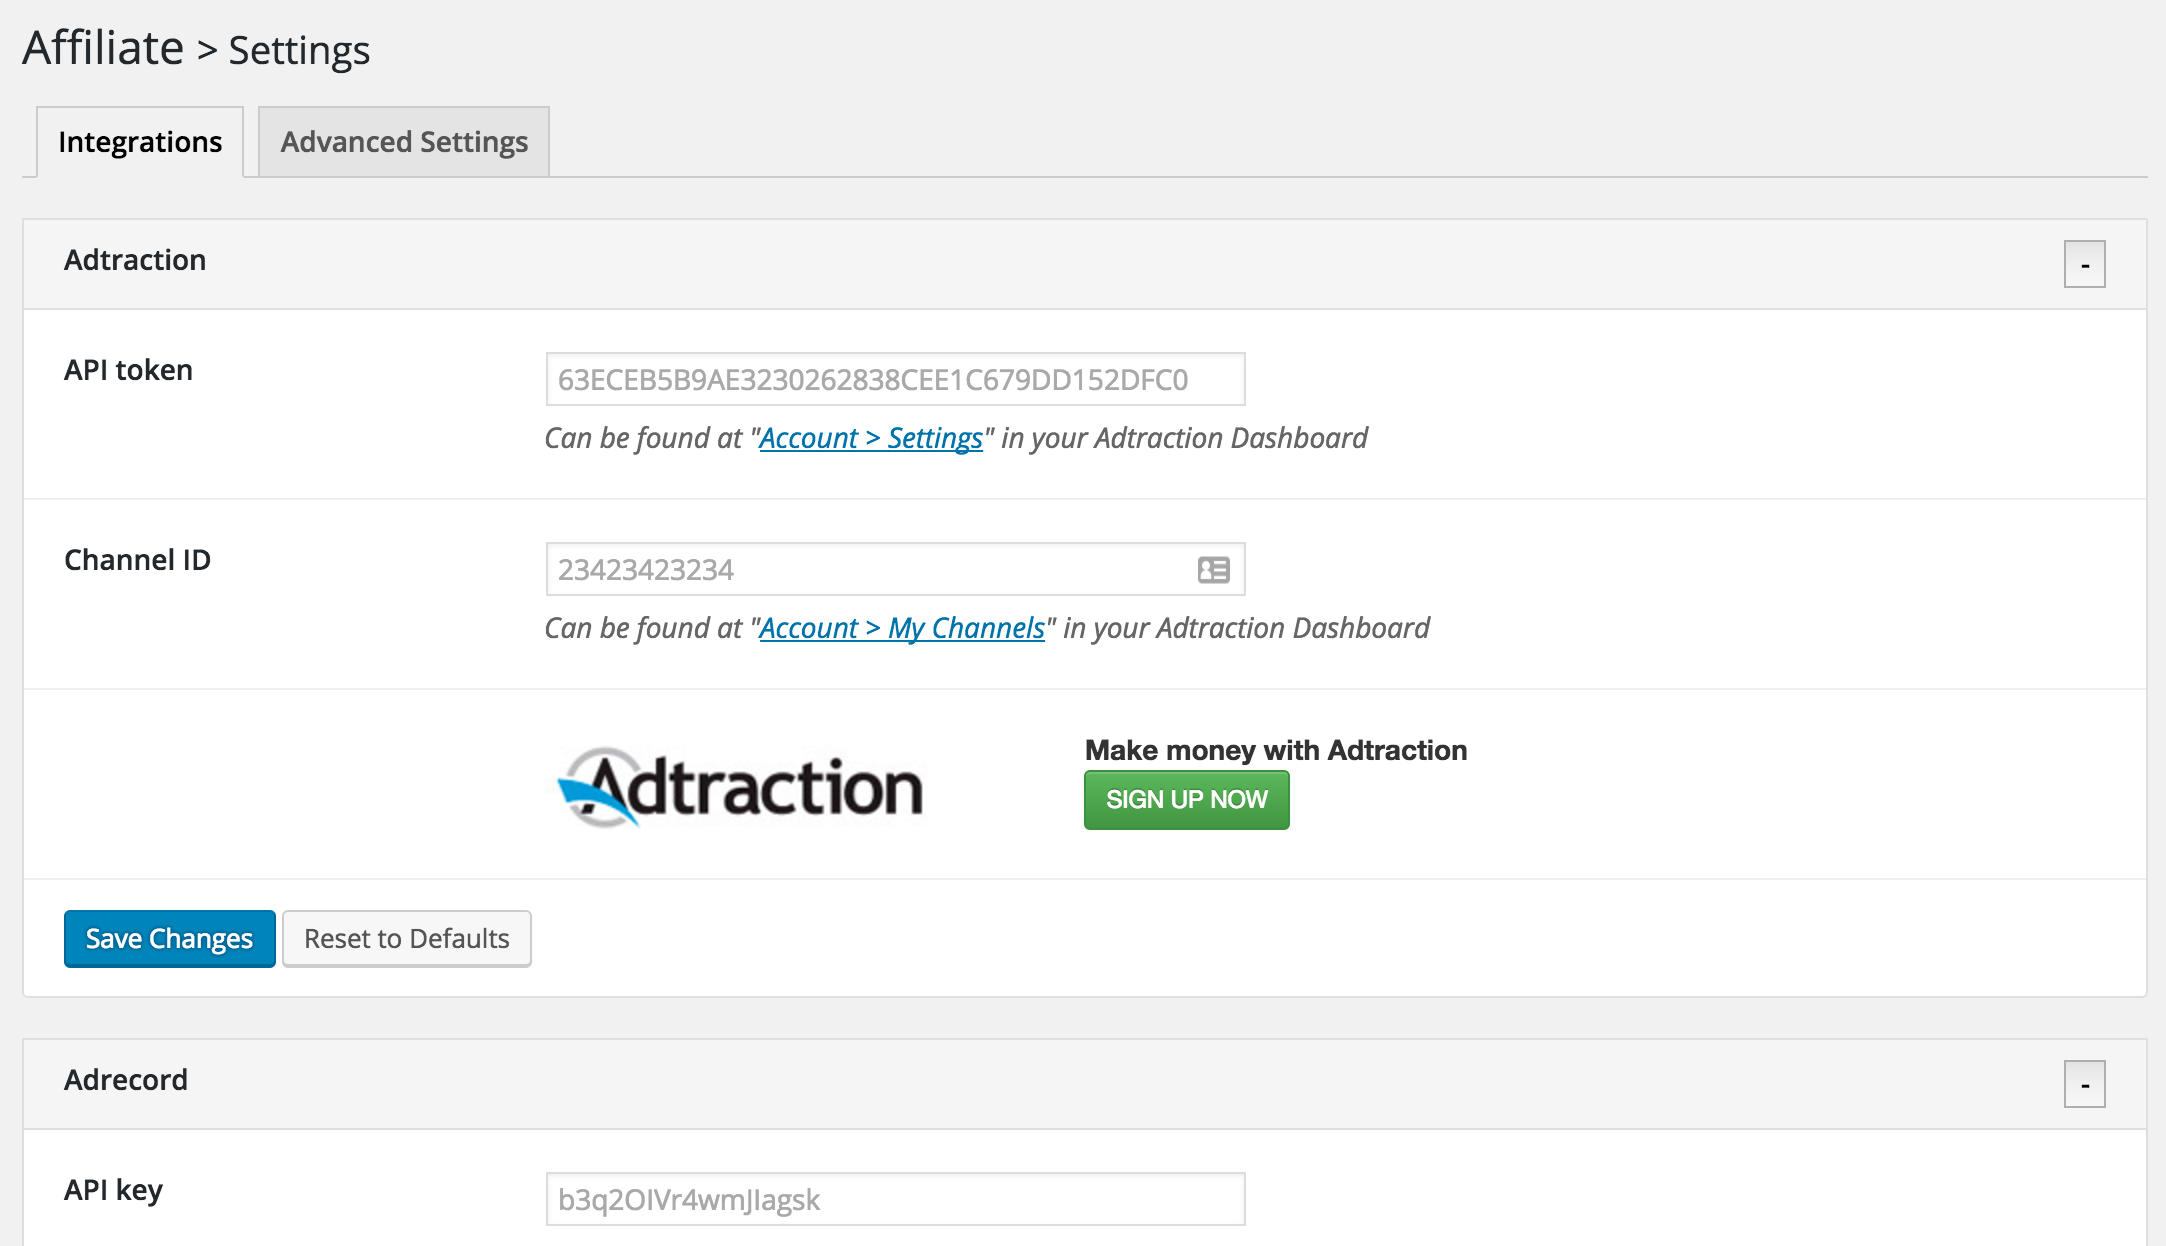 Affiliate > Settings
Integrations
Advanced Settings
Adtraction
-
API token
63ECEB5B9AE3230262838CEE1C679DD152DFC0
Can be found at "Account > Settings" in your Adtraction Dashboard
Channel ID
23423423234
Can be found at "Account > My Channels" in your Adtraction Dashboard
Adtraction
Make money with Adtraction
SIGN UP NOW
Save Changes
Reset to Defaults
Adrecord
-
API key
b3q2OIVr4wmJIagsk